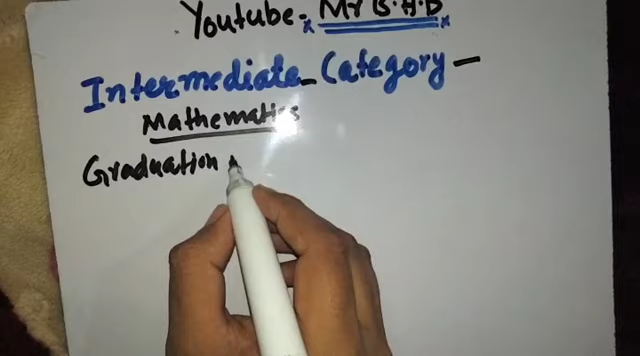 Youtube - Mr B.H.D
Intermediate - Category -
Mathematics
Graduation